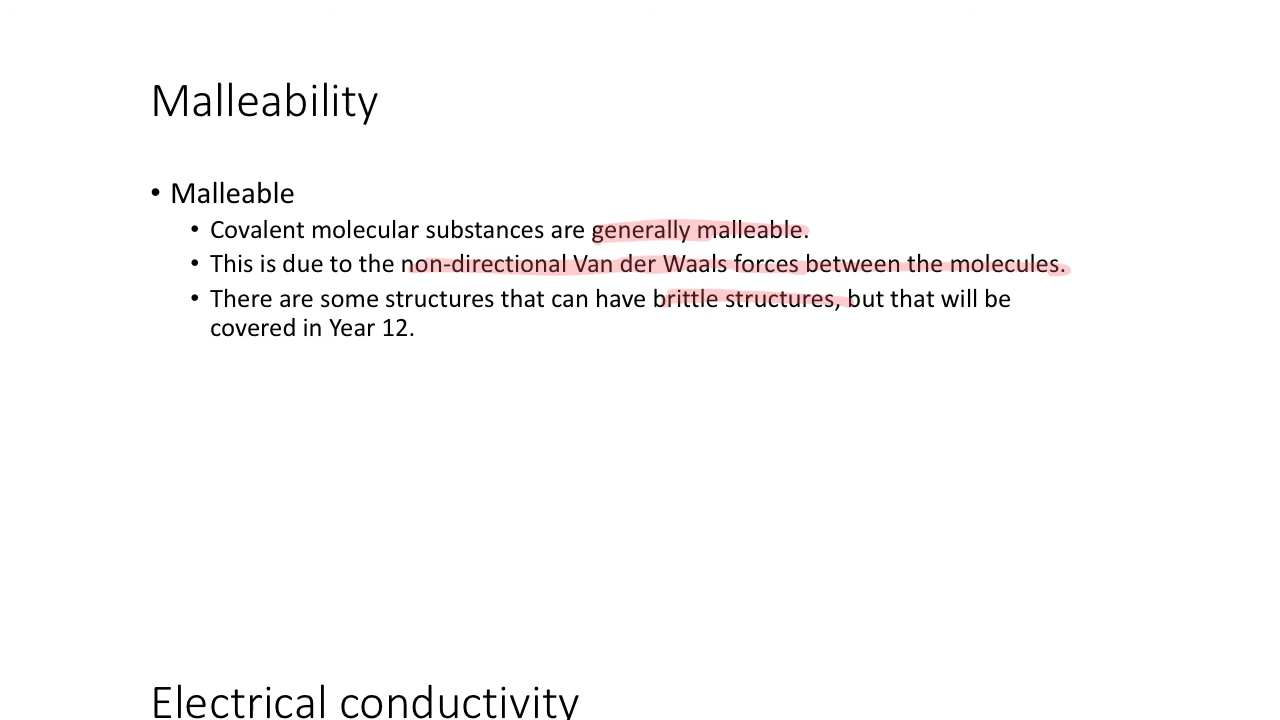 Malleability
• Malleable
• Covalent molecular substances are generally malleable.
• This is due to the non-directional Van der Waals forces between the molecules.
• There are some structures that can have brittle structures, but that will be
covered in Year 12.
Electrical conductivity